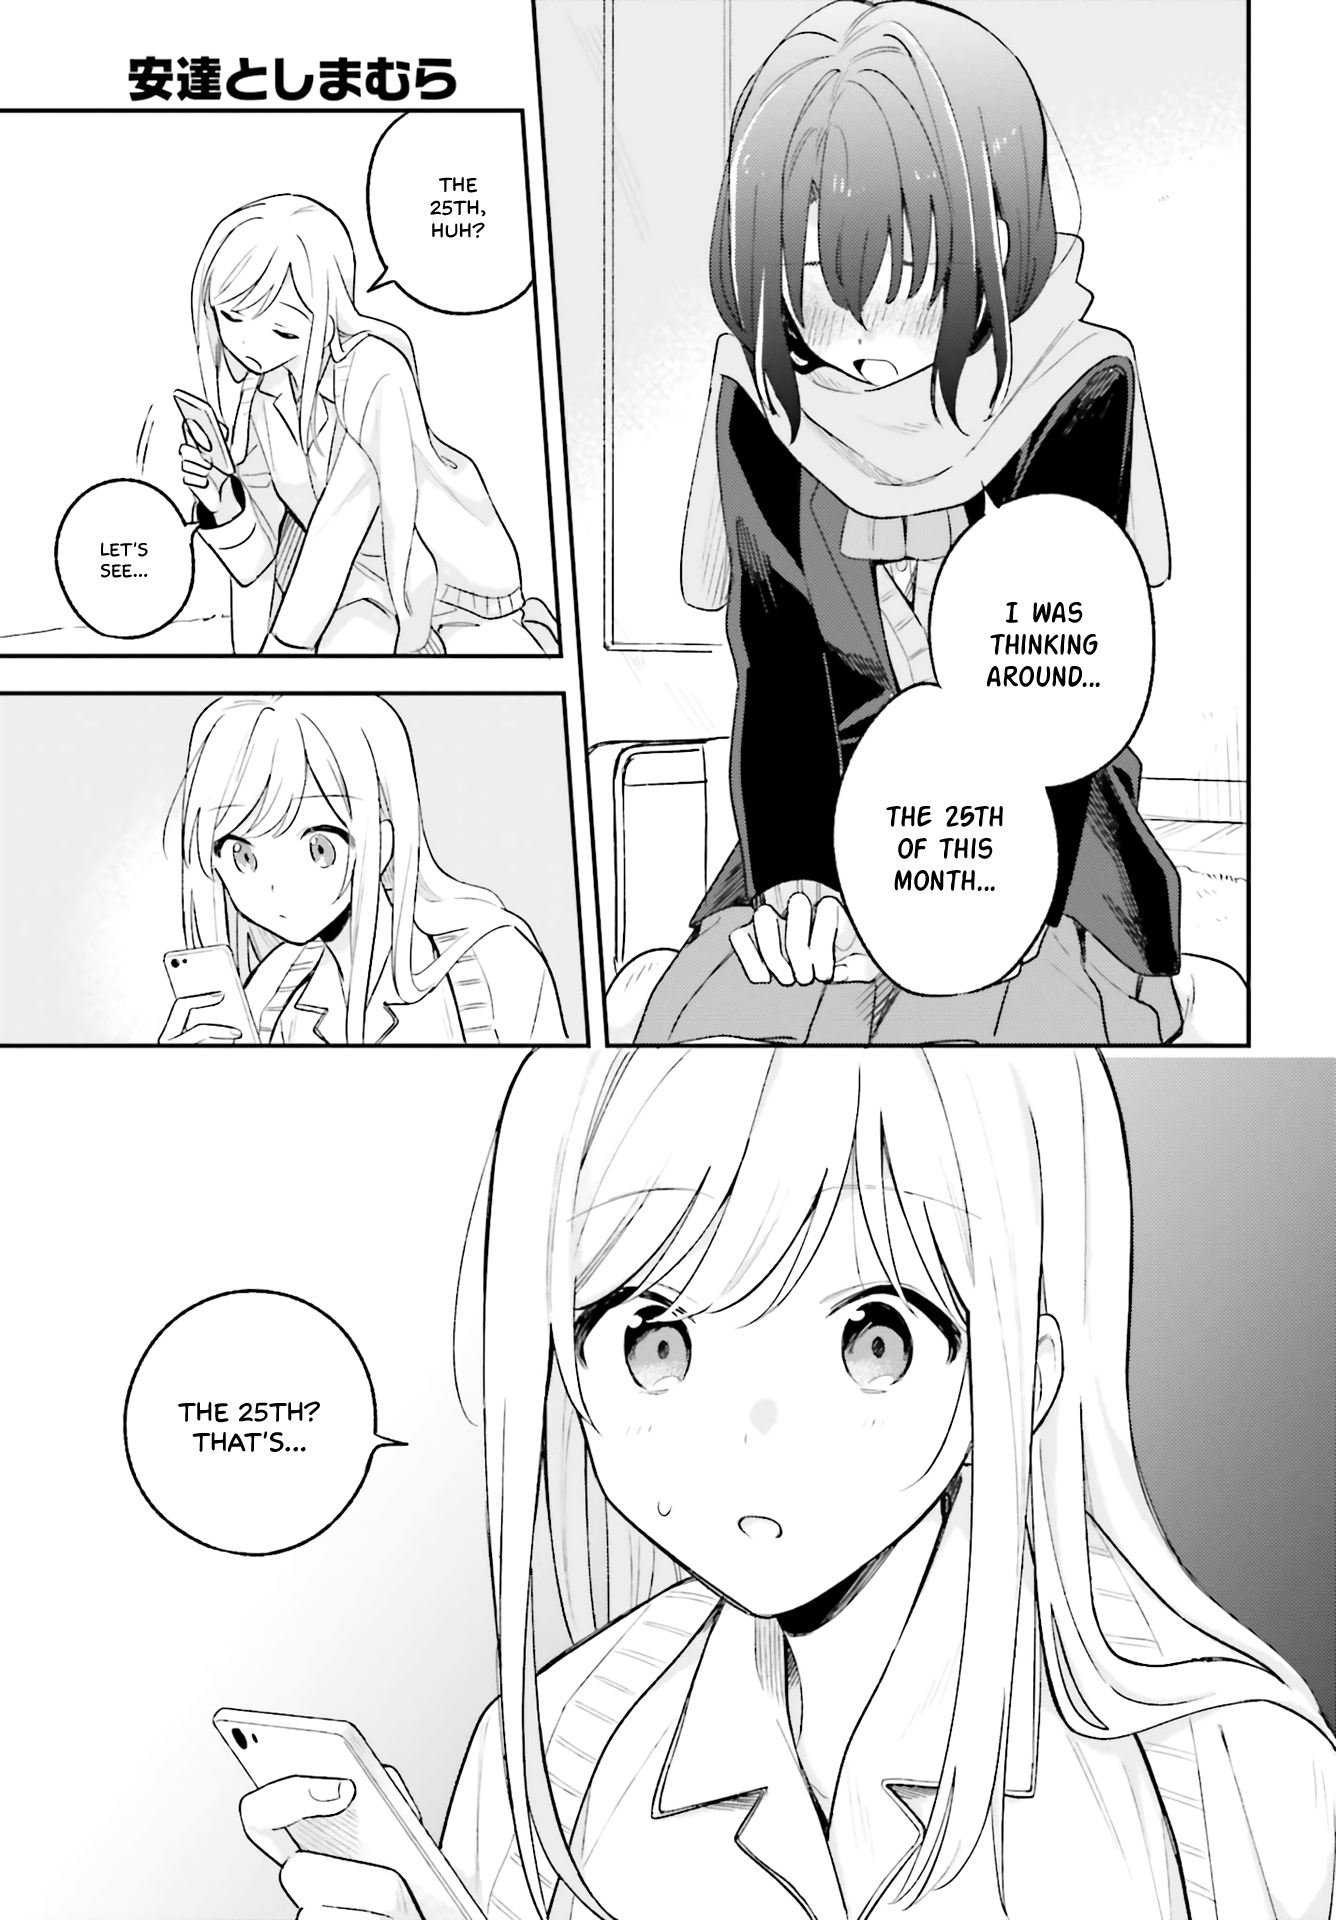 安達としまむら
I WAS
THINKING
AROUND...
THE 25TH
OF THIS
MONTH...
THE
25TH,
HUH?
LET'S
SEE...
THE 25TH?
THAT'S...